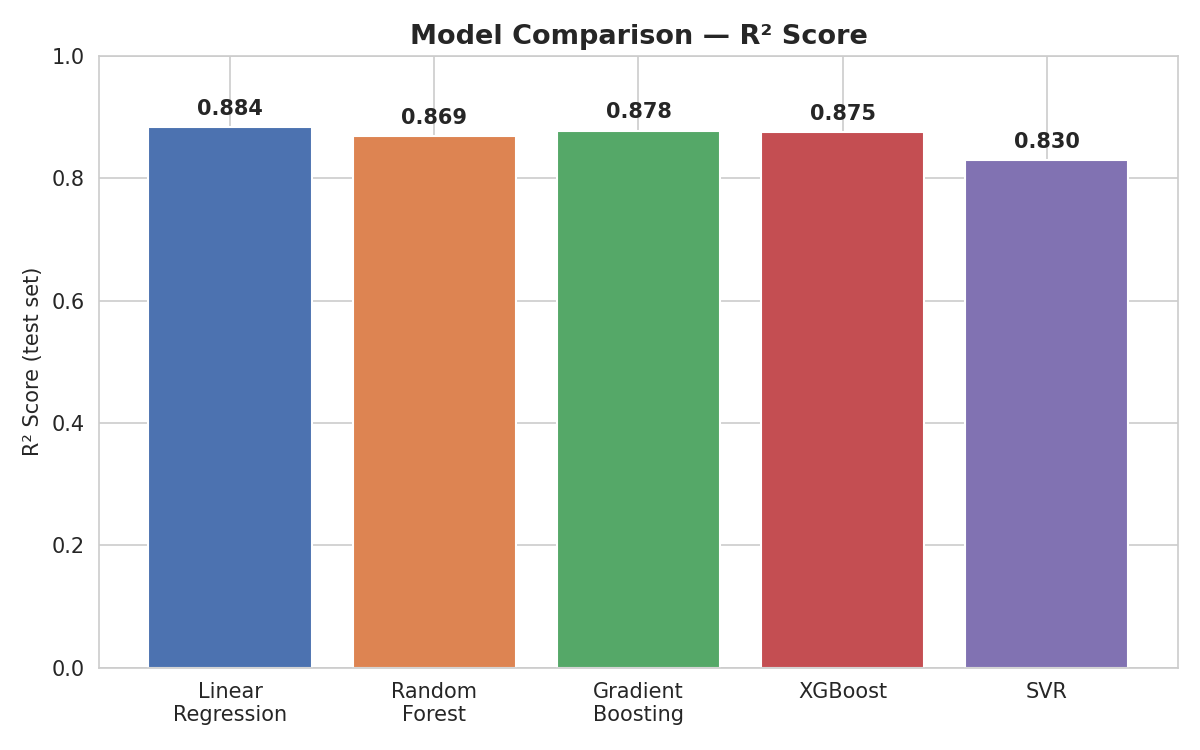 Model Comparison — R² Score
R² Score (test set)
1.0
0.8
0.6
0.4
0.2
0.0
0.884
0.869
0.878
0.875
0.830
Linear
Regression
Random
Forest
Gradient
Boosting
XGBoost
SVR